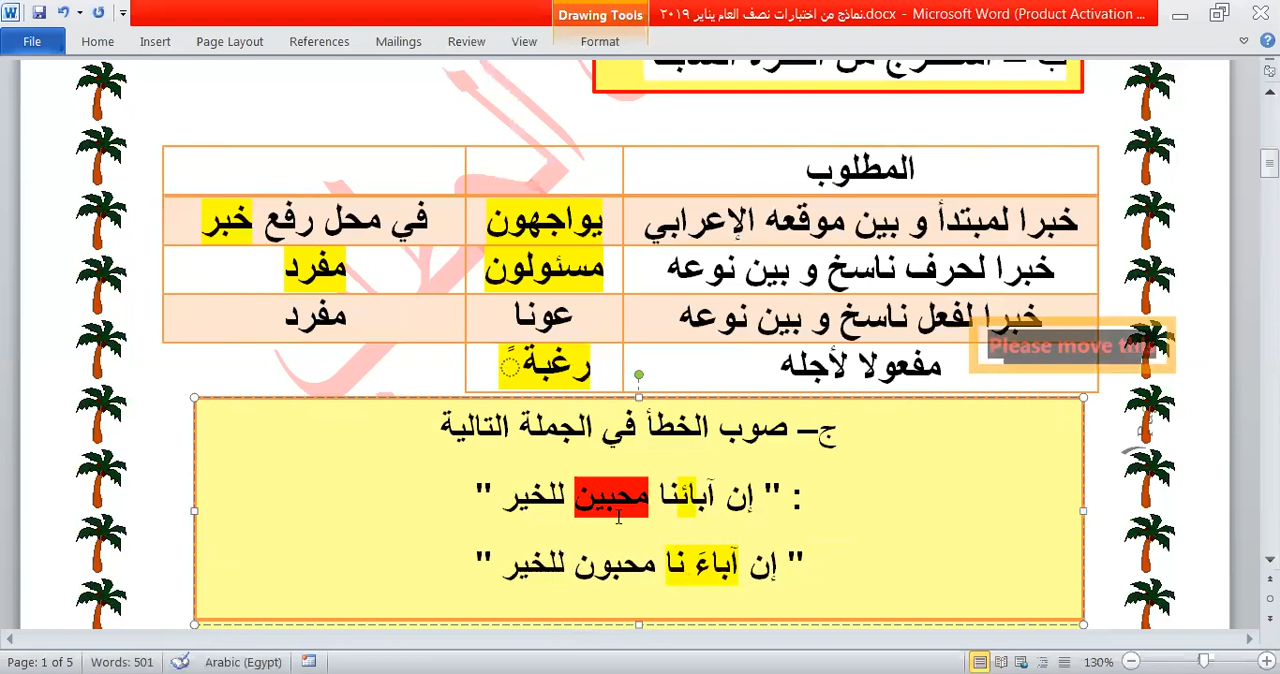 نماذج من اختبارات نصف العام يناير ٢٠١٩.docx - Microsoft Word (Product Activation ...
Drawing Tools
File Home Insert Page Layout References Mailings Review View Format
المطلوب
خبرا لمبتدأ و بين موقعه الإعرابي يواجهون في محل رفع خبر
خبرا لحرف ناسخ و بين نوعه مسئولون مفرد
خبرا لفعل ناسخ و بين نوعه عونا مفرد
مفعولا لأجله رغبة ً
Please move this
ج– صوب الخطأ في الجملة التالية
: " إن آبائنا محبين للخير "
" إن آباءَ نا محبون للخير "
Page: 1 of 5 Words: 501 Arabic (Egypt) 130%